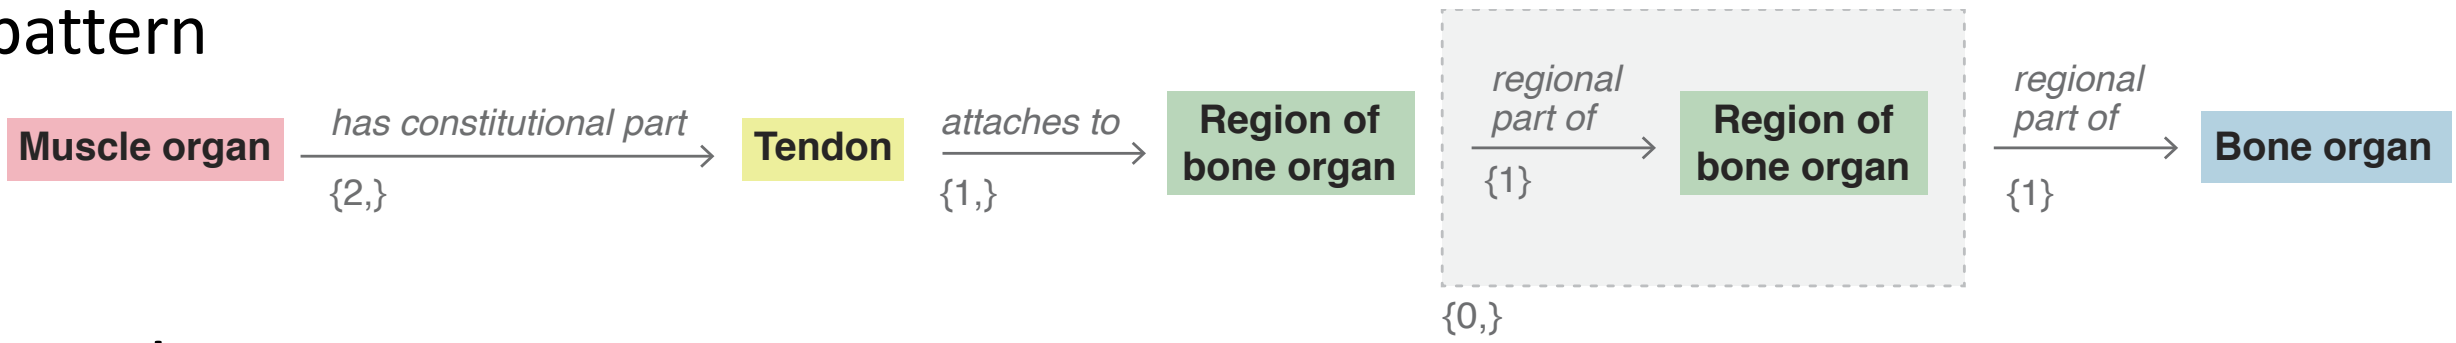 pattern
Muscle organ
has constitutional part
{2,}
Tendon
attaches to
{1,}
Region of
bone organ
regional
part of
{1}
Region of
bone organ
{0,}
regional
part of
{1}
Bone organ